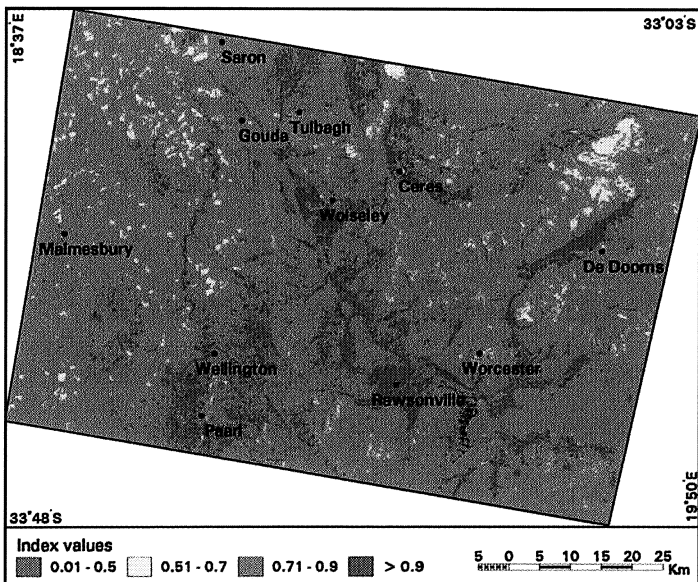 18°37'E
33°03'S
Saron
Gouda
Tulbagh
Ceres
Wolseley
Malmesbury
De Doorns
Wellington
Worcester
Rawsonville
Paarl
33°48'S
19°50'E
Index values
0.01 - 0.5
0.51 - 0.7
0.71 - 0.9
> 0.9
5 0 5 10 15 20 25
Km